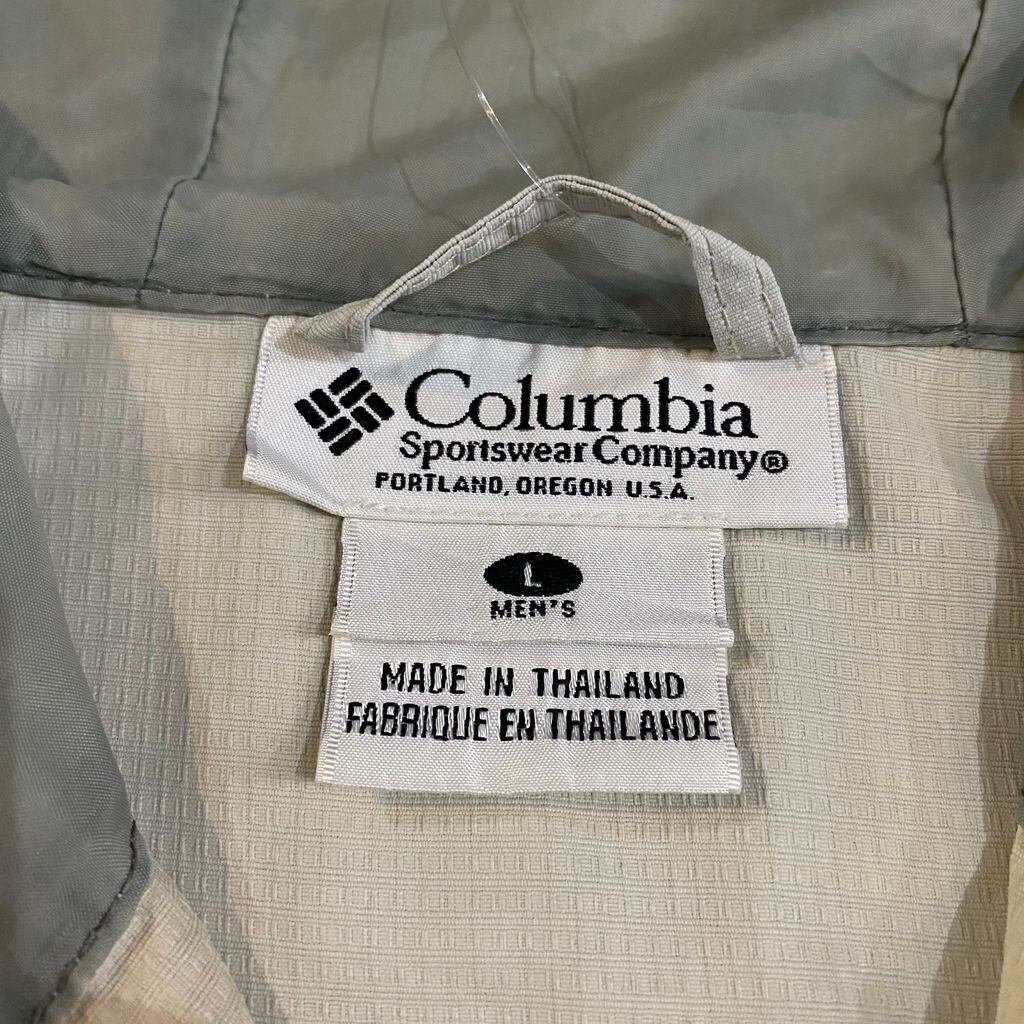 Columbia
Sportswear Company®
PORTLAND, OREGON U.S.A.
L
MEN'S
MADE IN THAILAND
FABRIQUE EN THAILANDE